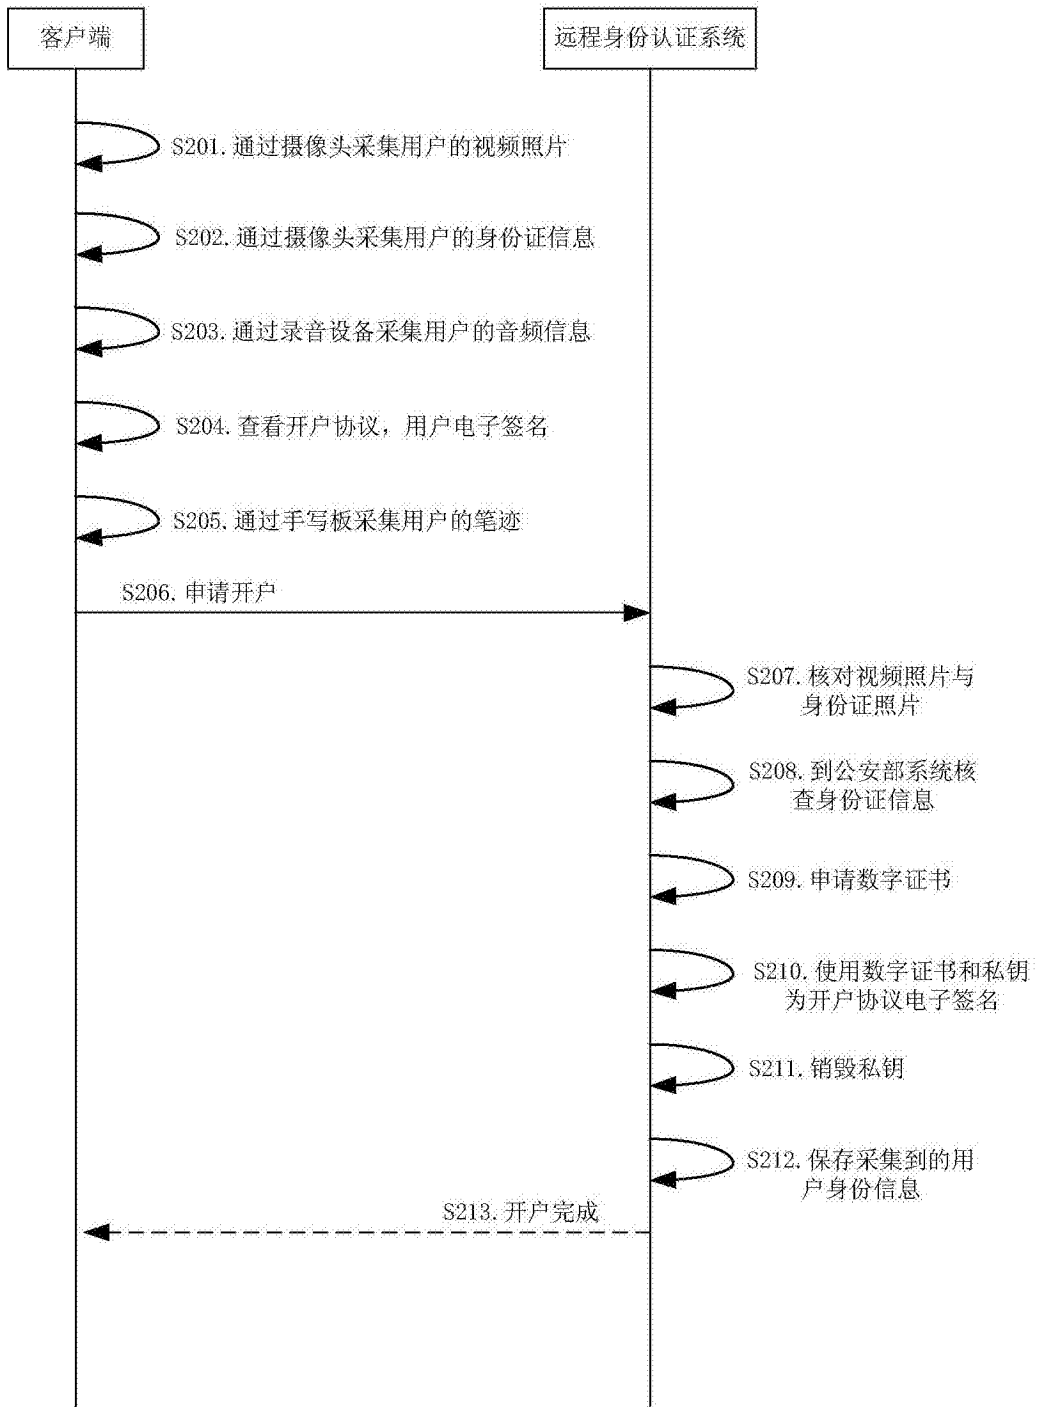 客户端
远程身份认证系统
S201.通过摄像头采集用户的视频照片
S202.通过摄像头采集用户的身份证信息
S203.通过录音设备采集用户的音频信息
S204.查看开户协议，用户电子签名
S205.通过手写板采集用户的笔迹
S206.申请开户
S207.核对视频照片与
身份证照片
S208.到公安部系统核
查身份证信息
S209.申请数字证书
S210.使用数字证书和私钥
为开户协议电子签名
S211.销毁私钥
S212.保存采集到的用
户身份信息
S213.开户完成